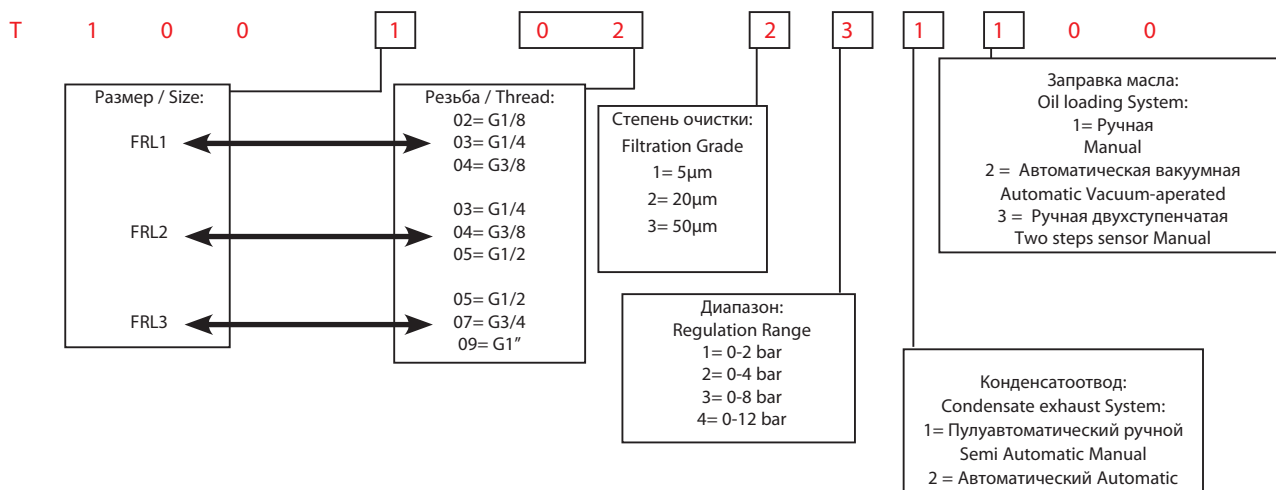 T 1 0 0 1 0 2 2 3 1 1 0 0
Размер / Size:
FRL1
FRL2
FRL3
Резьба / Thread:
02= G1/8
03= G1/4
04= G3/8
03= G1/4
04= G3/8
05= G1/2
05= G1/2
07= G3/4
09= G1″
Степень очистки:
Filtration Grade
1= 5µm
2= 20µm
3= 50µm
Диапазон:
Regulation Range
1= 0-2 bar
2= 0-4 bar
3= 0-8 bar
4= 0-12 bar
Заправка масла:
Oil loading System:
1= Ручная
Manual
2 = Автоматическая вакуумная
Automatic Vacuum-aperated
3 = Ручная двухступенчатая
Two steps sensor Manual
Конденсатоотвод:
Condensate exhaust System:
1= Пулуавтоматический ручной
Semi Automatic Manual
2 = Автоматический Automatic